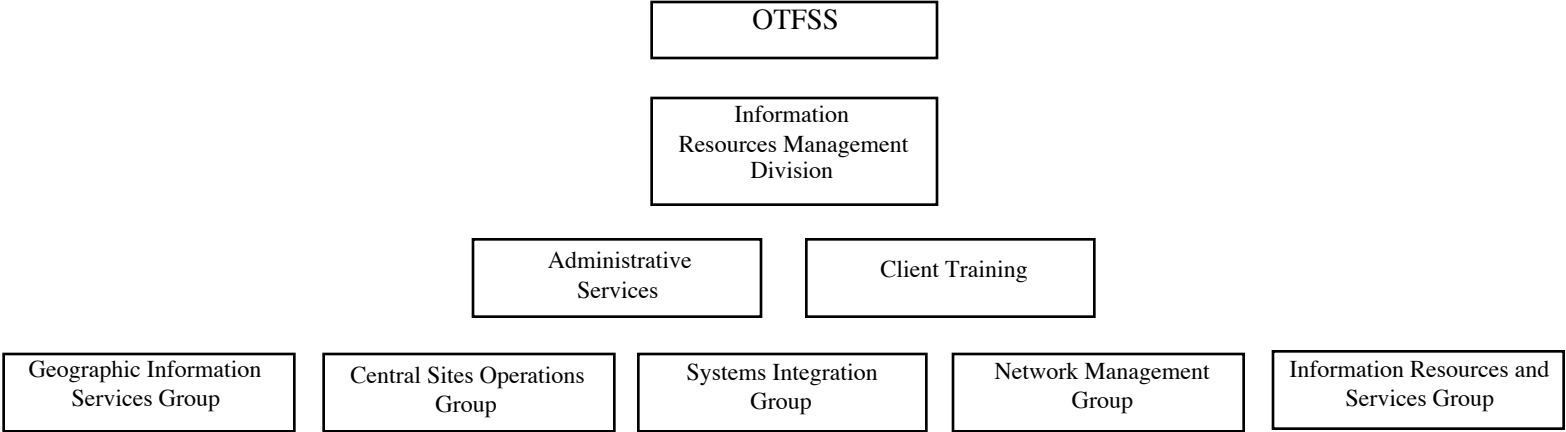 OTFSS
Information
Resources Management
Division
Administrative
Services
Client Training
Geographic Information
Services Group
Central Sites Operations
Group
Systems Integration
Group
Network Management
Group
Information Resources and
Services Group